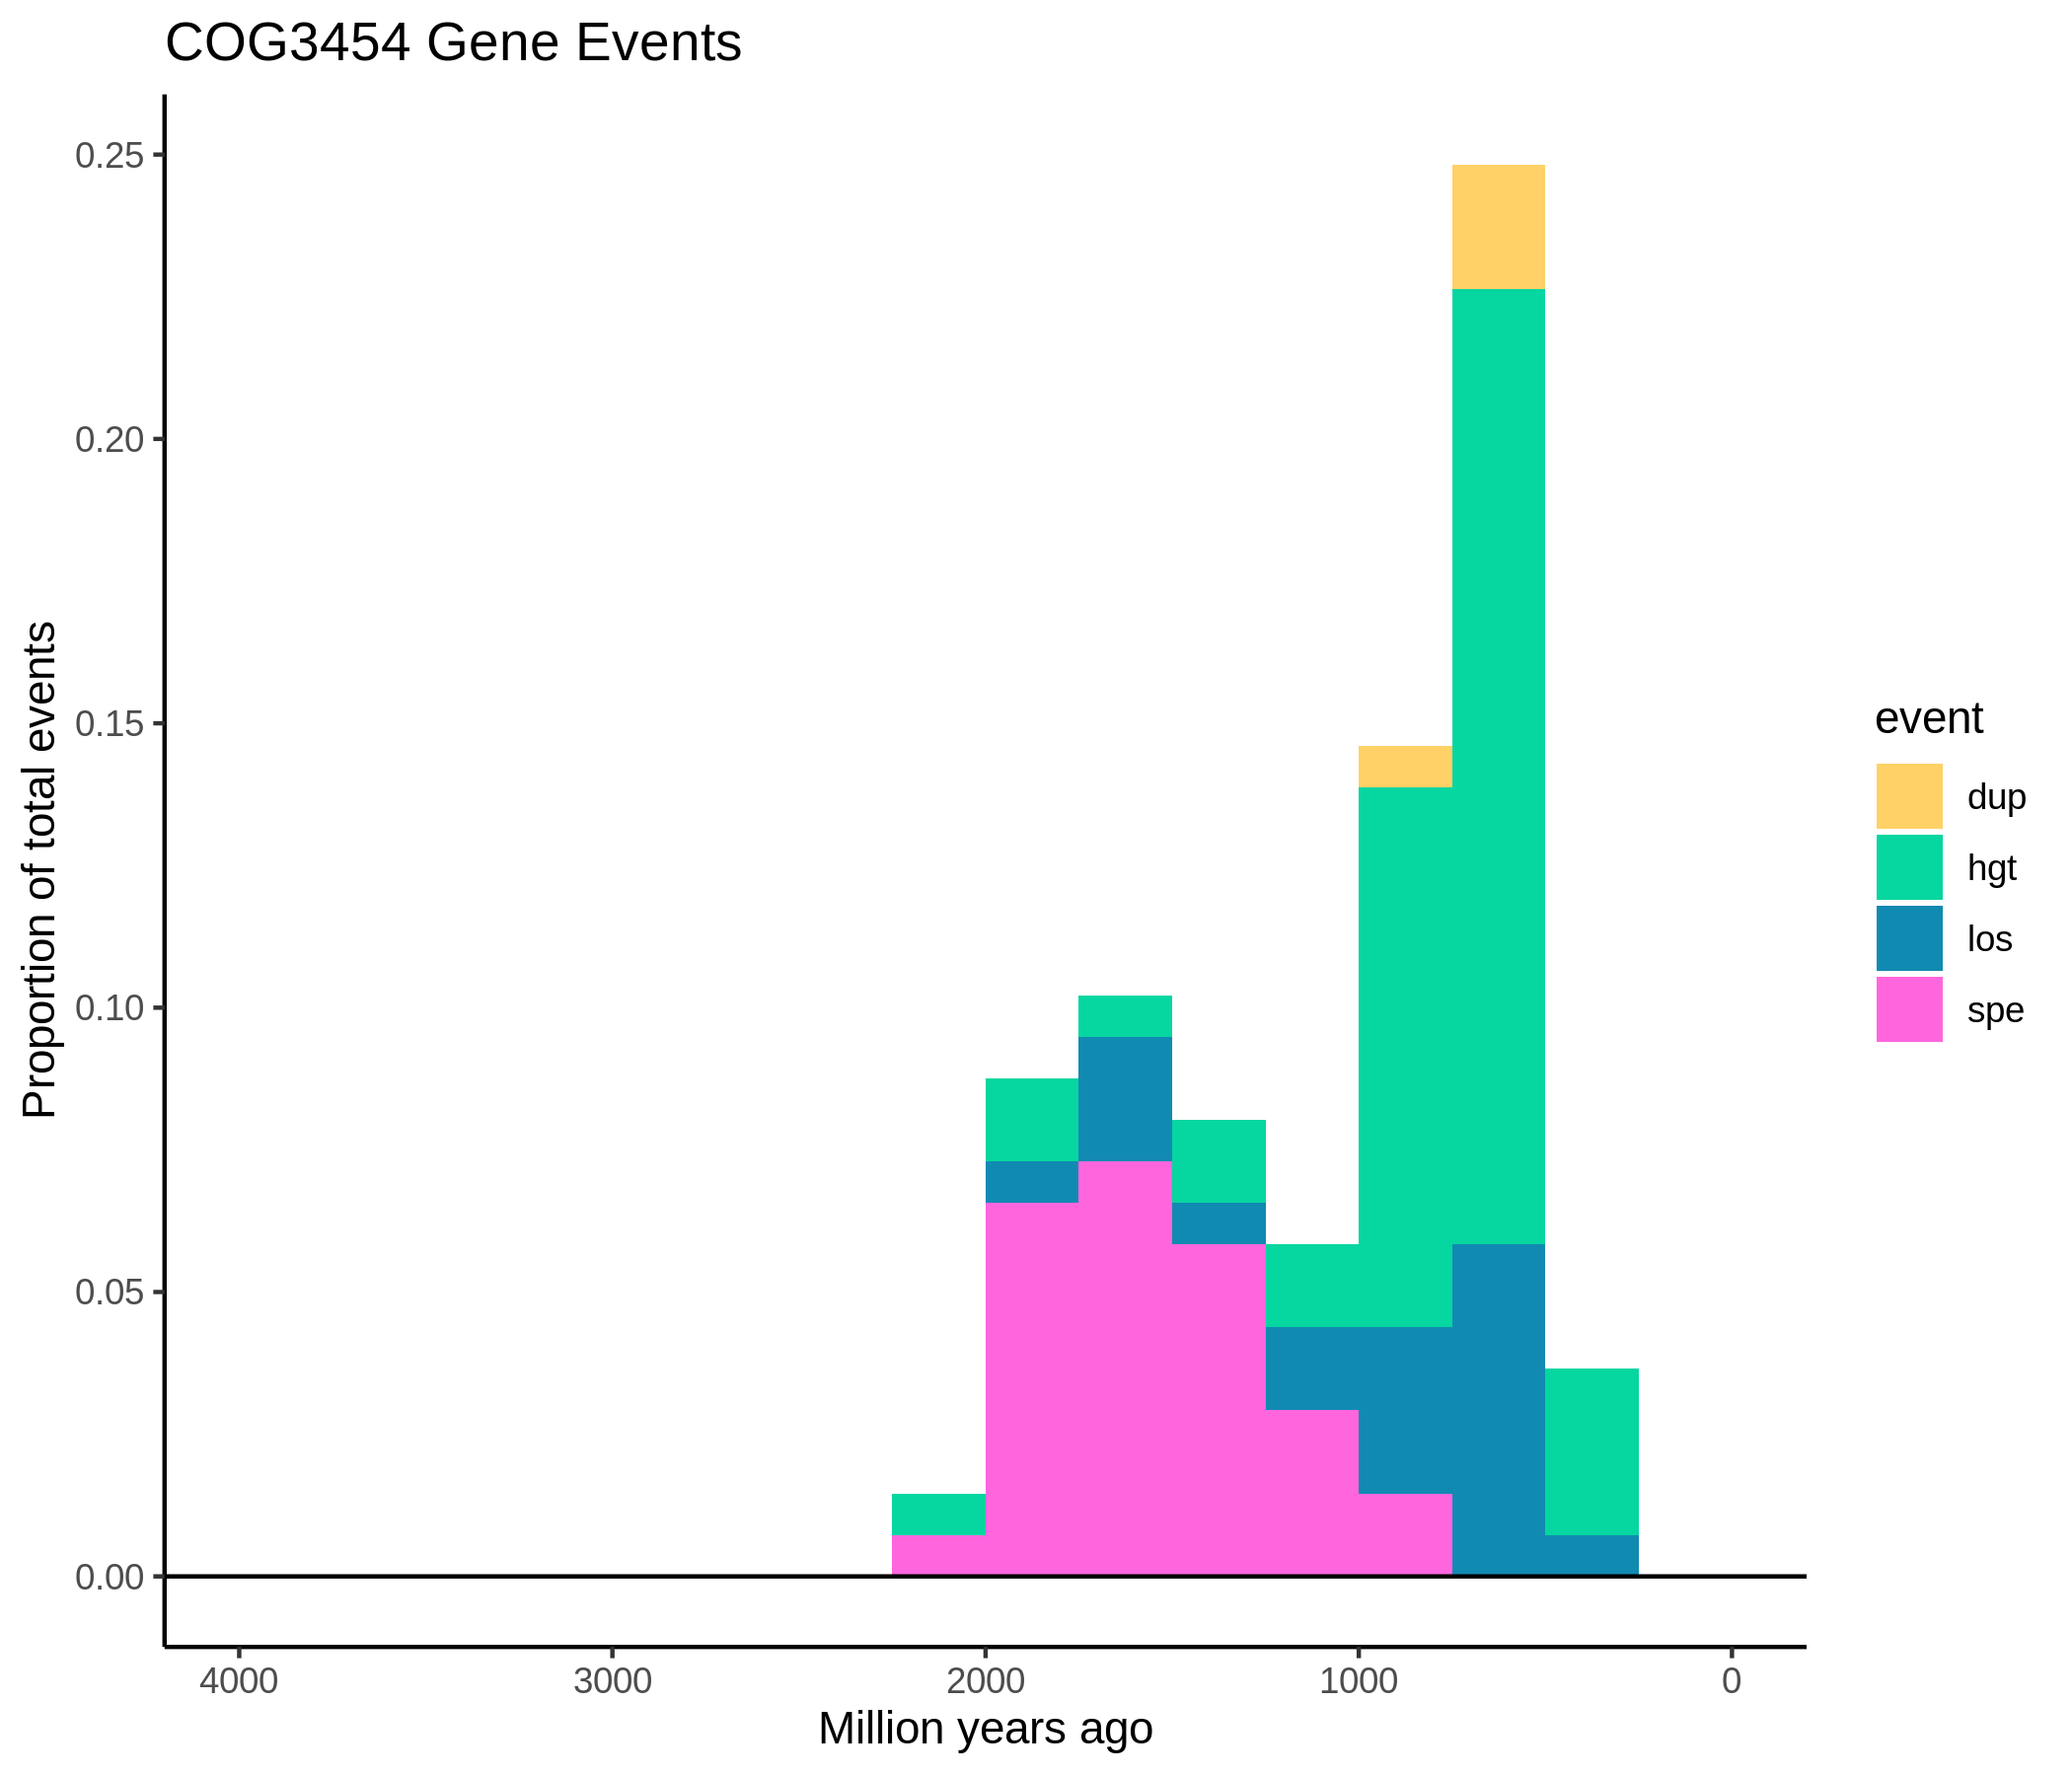 COG3454 Gene Events
Proportion of total events
0.25
0.20
0.15
0.10
0.05
0.00
4000 3000 2000 1000 0
Million years ago
event
dup
hgt
los
spe